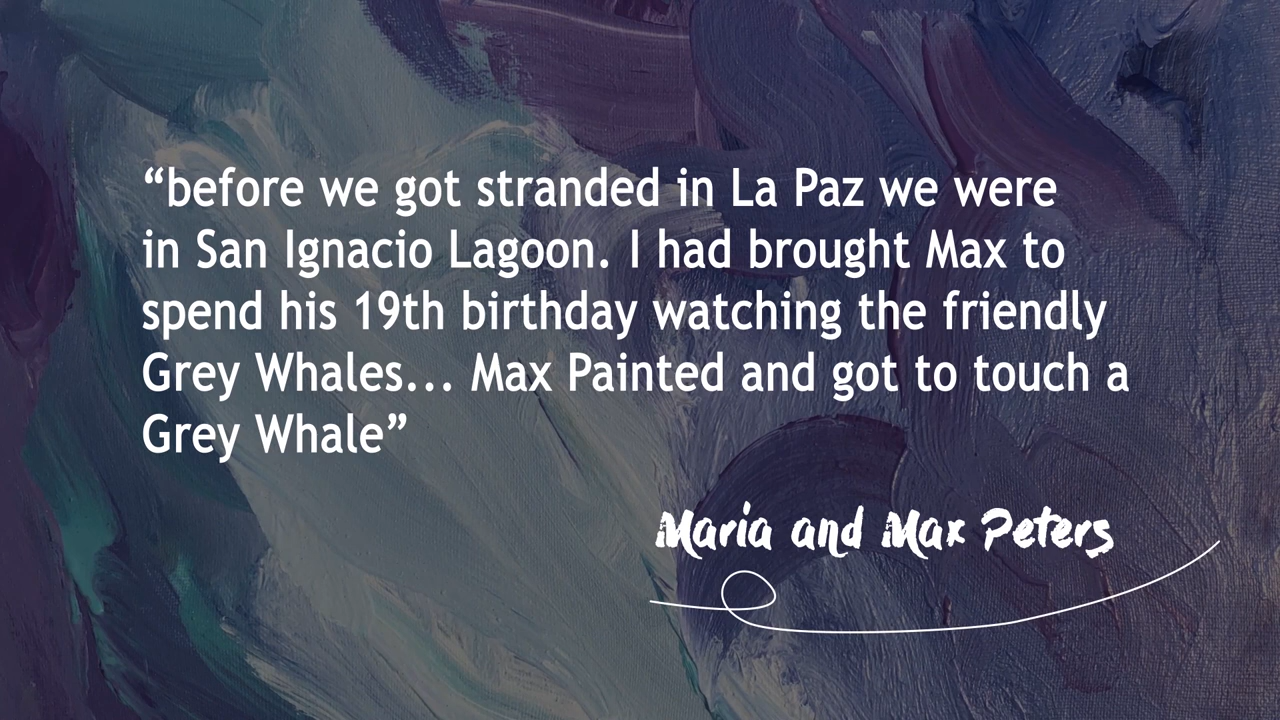 “before we got stranded in La Paz we were
in San Ignacio Lagoon. I had brought Max to
spend his 19th birthday watching the friendly
Grey Whales... Max Painted and got to touch a
Grey Whale”
Maria and Max Peters